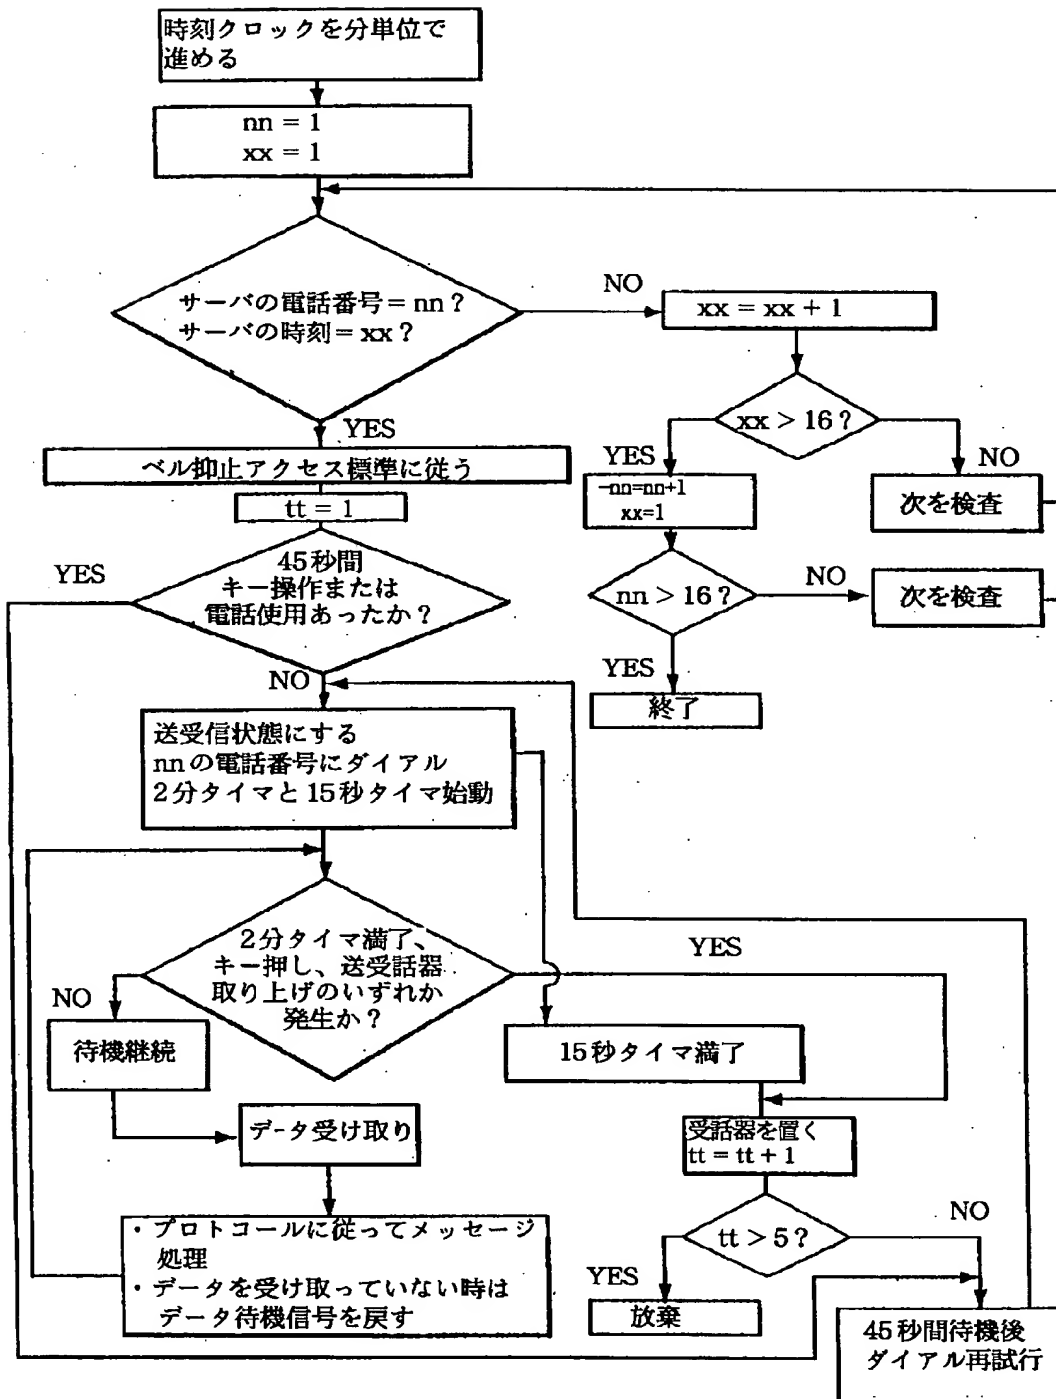 時刻クロックを分単位で
進める
nn = 1
xx = 1
サーバの電話番号 = nn ?
サーバの時刻 = xx ?
NO
xx = xx + 1
xx > 16 ?
YES
NO
-nn=nn+1
xx=1
次を検査
nn > 16 ?
NO
次を検査
YES
終了
YES
ベル抑止アクセス標準に従う
tt = 1
45秒間
キー操作または
電話使用あったか?
YES
NO
送受信状態にする
nnの電話番号にダイアル
2分タイマと15秒タイマ始動
2分タイマ満了、
キー押し、送受話器
取り上げのいずれか
発生か?
YES
NO
待機継続
15秒タイマ満了
データ受け取り
受話器を置く
tt = tt + 1
・プロトコールに従ってメッセージ
処理
・データを受け取っていない時は
データ待機信号を戻す
tt > 5 ?
NO
YES
放棄
45秒間待機後
ダイアル再試行